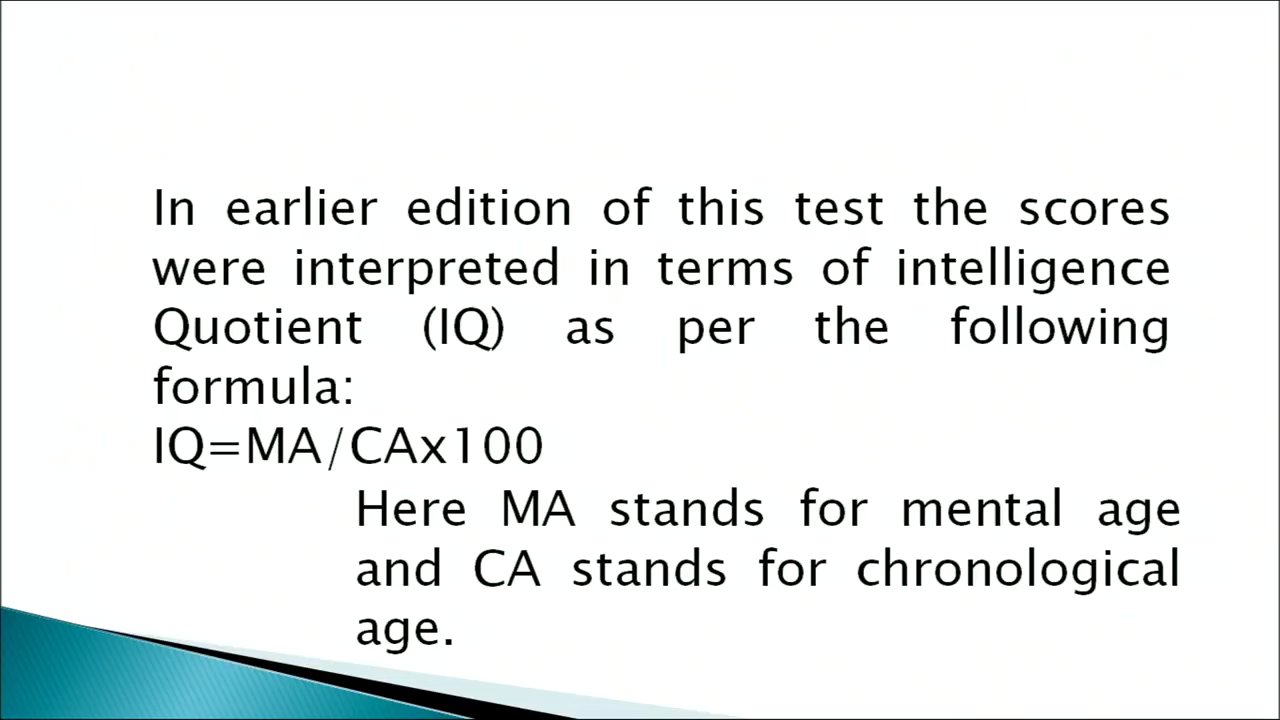 In earlier edition of this test the scores
were interpreted in terms of intelligence
Quotient (IQ) as per the following
formula:
IQ=MA/CAx100
Here MA stands for mental age
and CA stands for chronological
age.